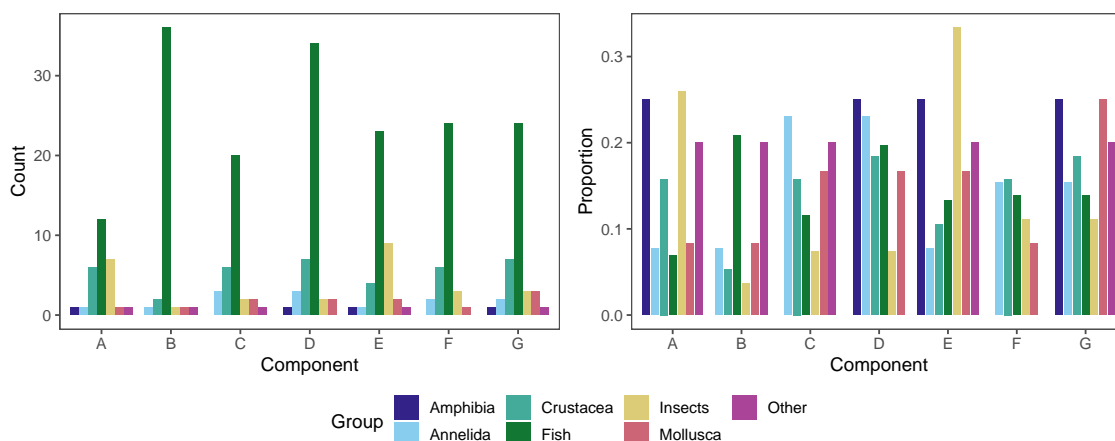 30
20
10
0
Count
A B C D E F G
Component
0.3
0.2
0.1
0.0
Proportion
A B C D E F G
Component
Group
Amphibia Crustacea Insects Other
Annelida Fish Mollusca